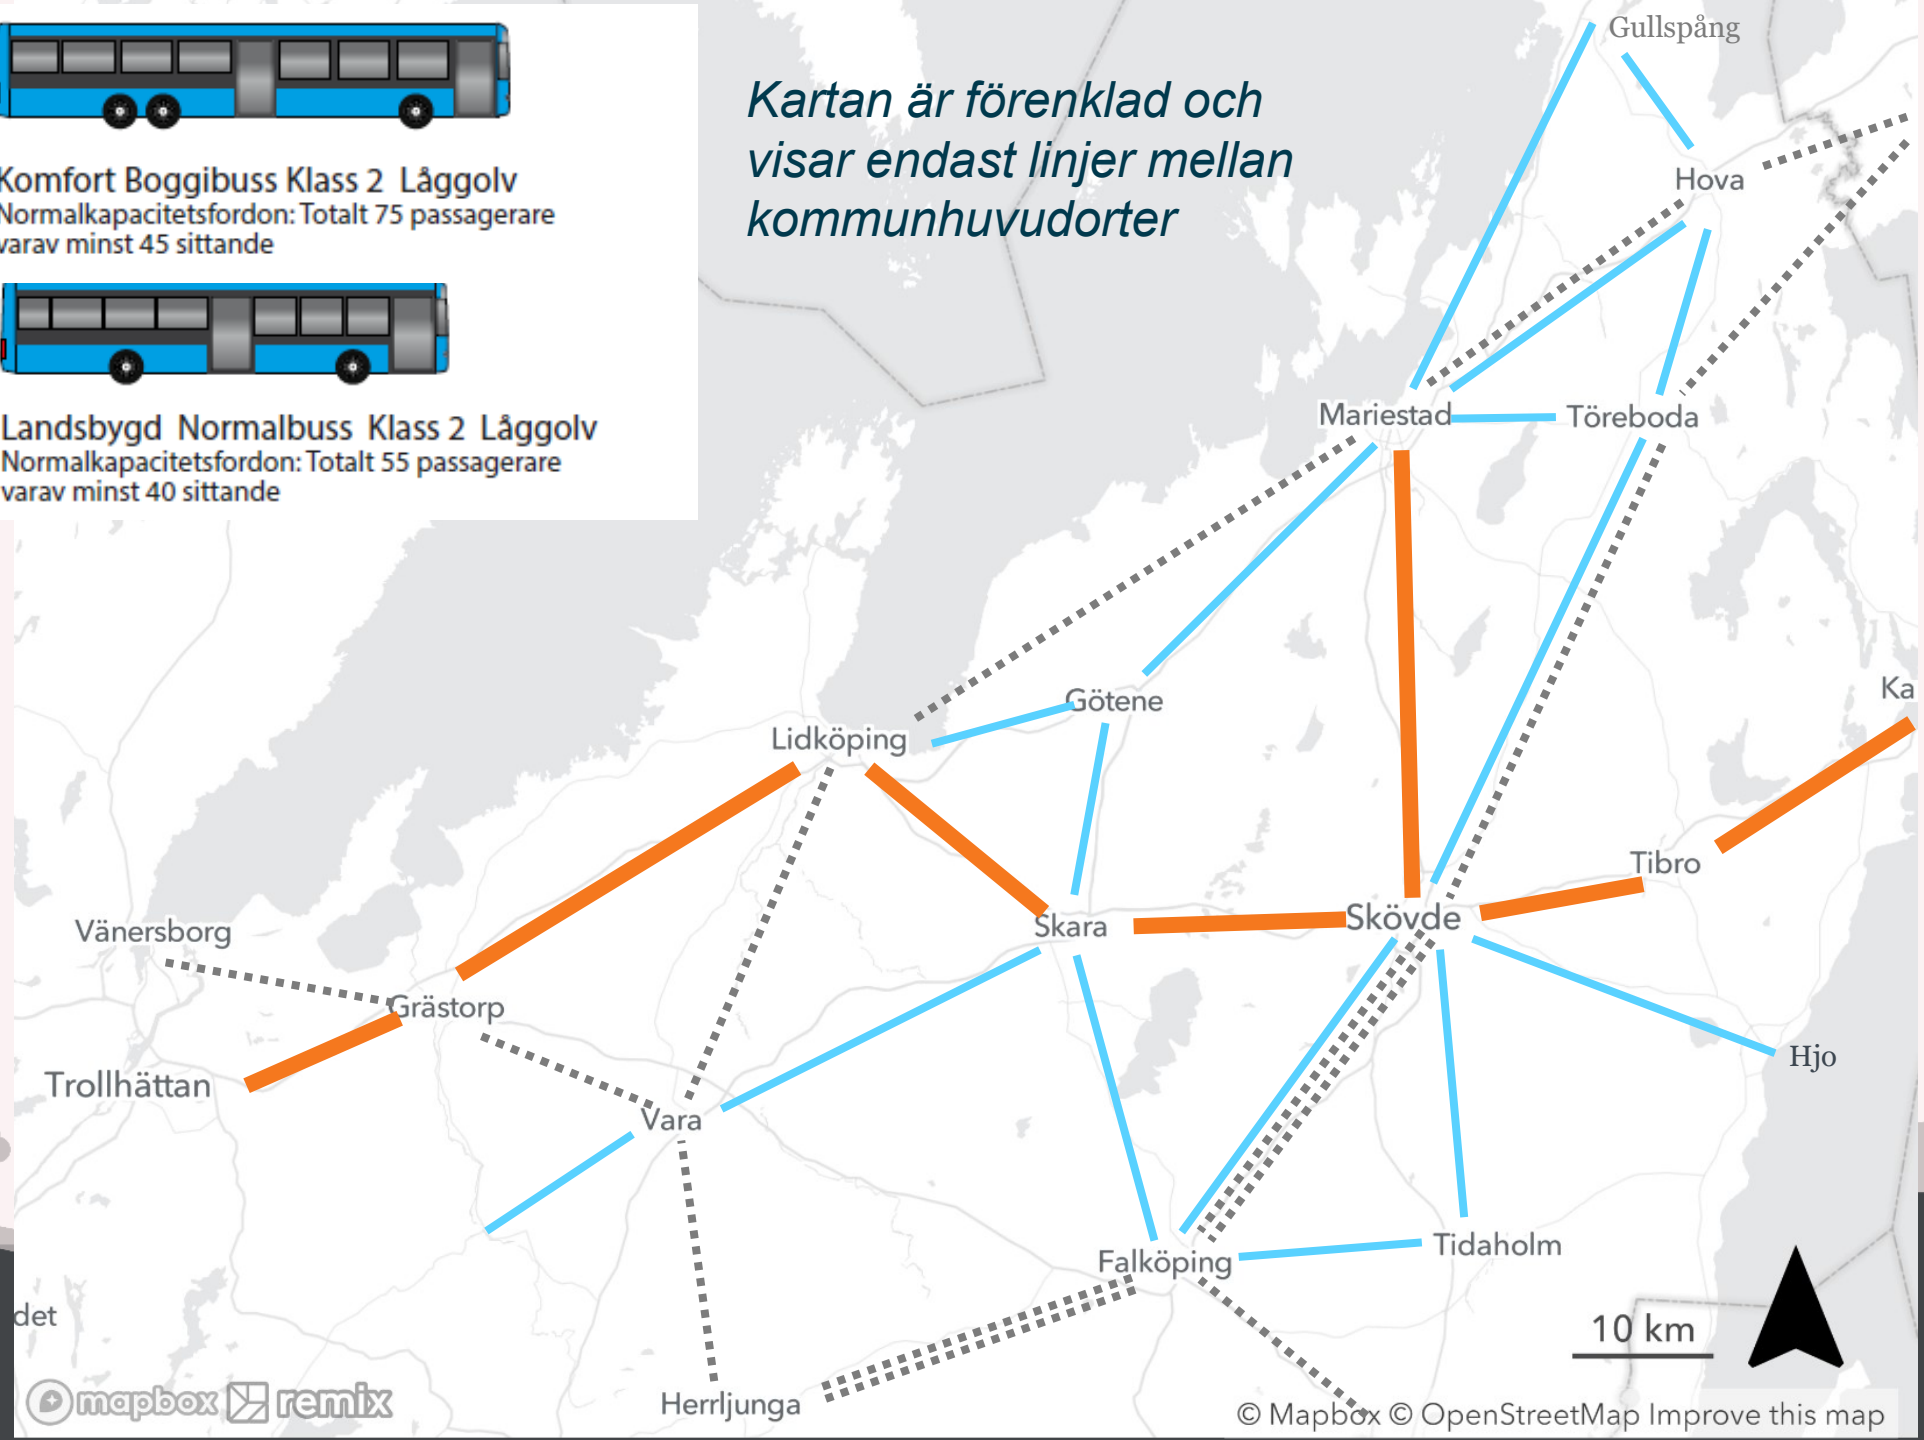 Komfort Boggibuss Klass 2 Låggolv
Normalkapacitetsfordon: Totalt 75 passagerare
varav minst 45 sittande
Landsbygd Normalbuss Klass 2 Låggolv
Normalkapacitetsfordon: Totalt 55 passagerare
varav minst 40 sittande
Kartan är förenklad och
visar endast linjer mellan
kommunhuvudorter
Gullspång
Hova
Mariestad
Töreboda
Ka
Götene
Lidköping
Tibro
Skövde
Skara
Vänersborg
Grästorp
Hjo
Trollhättan
Vara
Tidaholm
Falköping
det
10 km
Herrljunga
mapbox remix
© Mapbox © OpenStreetMap Improve this map